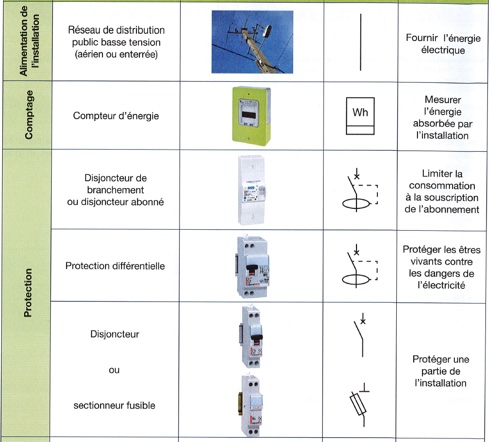 Alimentation de
l'installation
Réseau de distribution
public basse tension
(aérien ou enterrée)
Fournir l'énergie
électrique
Comptage
Compteur d'énergie
Wh
Mesurer
l'énergie
absorbée par
l'installation
Protection
Disjoncteur de
branchement
ou disjoncteur abonné
Limiter la
consommation
à la souscription
de l'abonnement
Protection différentielle
Protéger les êtres
vivants contre
les dangers de
l'électricité
Disjoncteur
ou
sectionneur fusible
Protéger une
partie de
l'installation